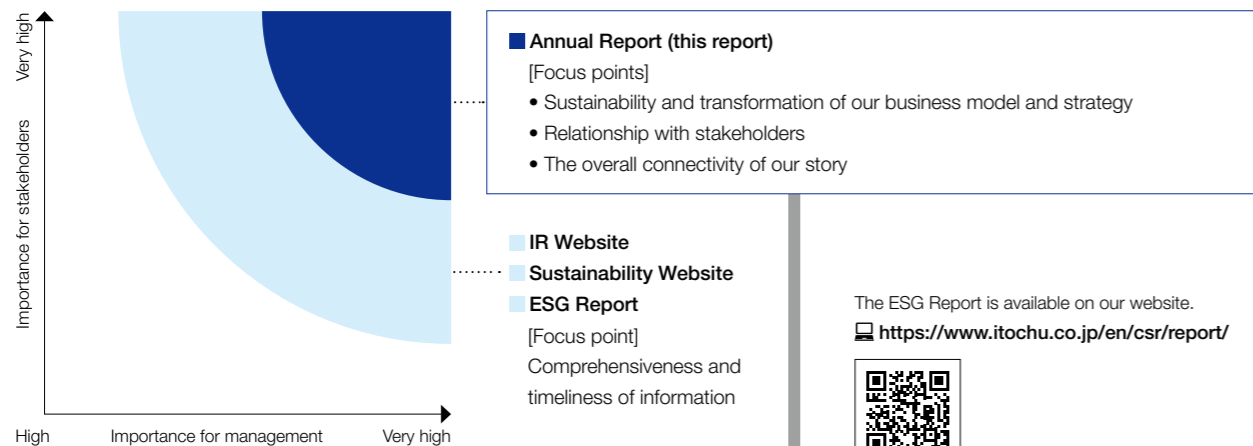 Very high
Importance for stakeholders
High
Importance for management
Very high
Annual Report (this report)
[Focus points]
• Sustainability and transformation of our business model and strategy
• Relationship with stakeholders
• The overall connectivity of our story
IR Website
Sustainability Website
ESG Report
[Focus point]
Comprehensiveness and
timeliness of information
The ESG Report is available on our website.
https://www.itochu.co.jp/en/csr/report/